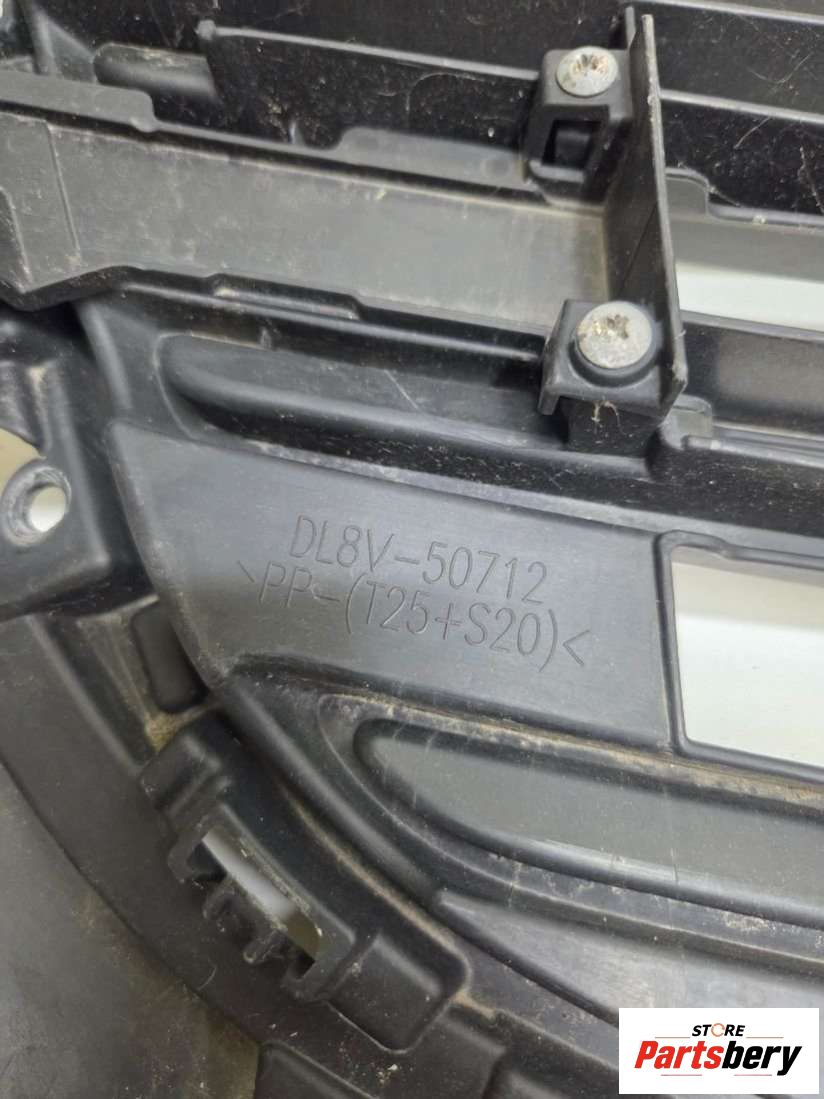 DL8V-50712
>PP-(T25+S20)<
STORE
Partsbery